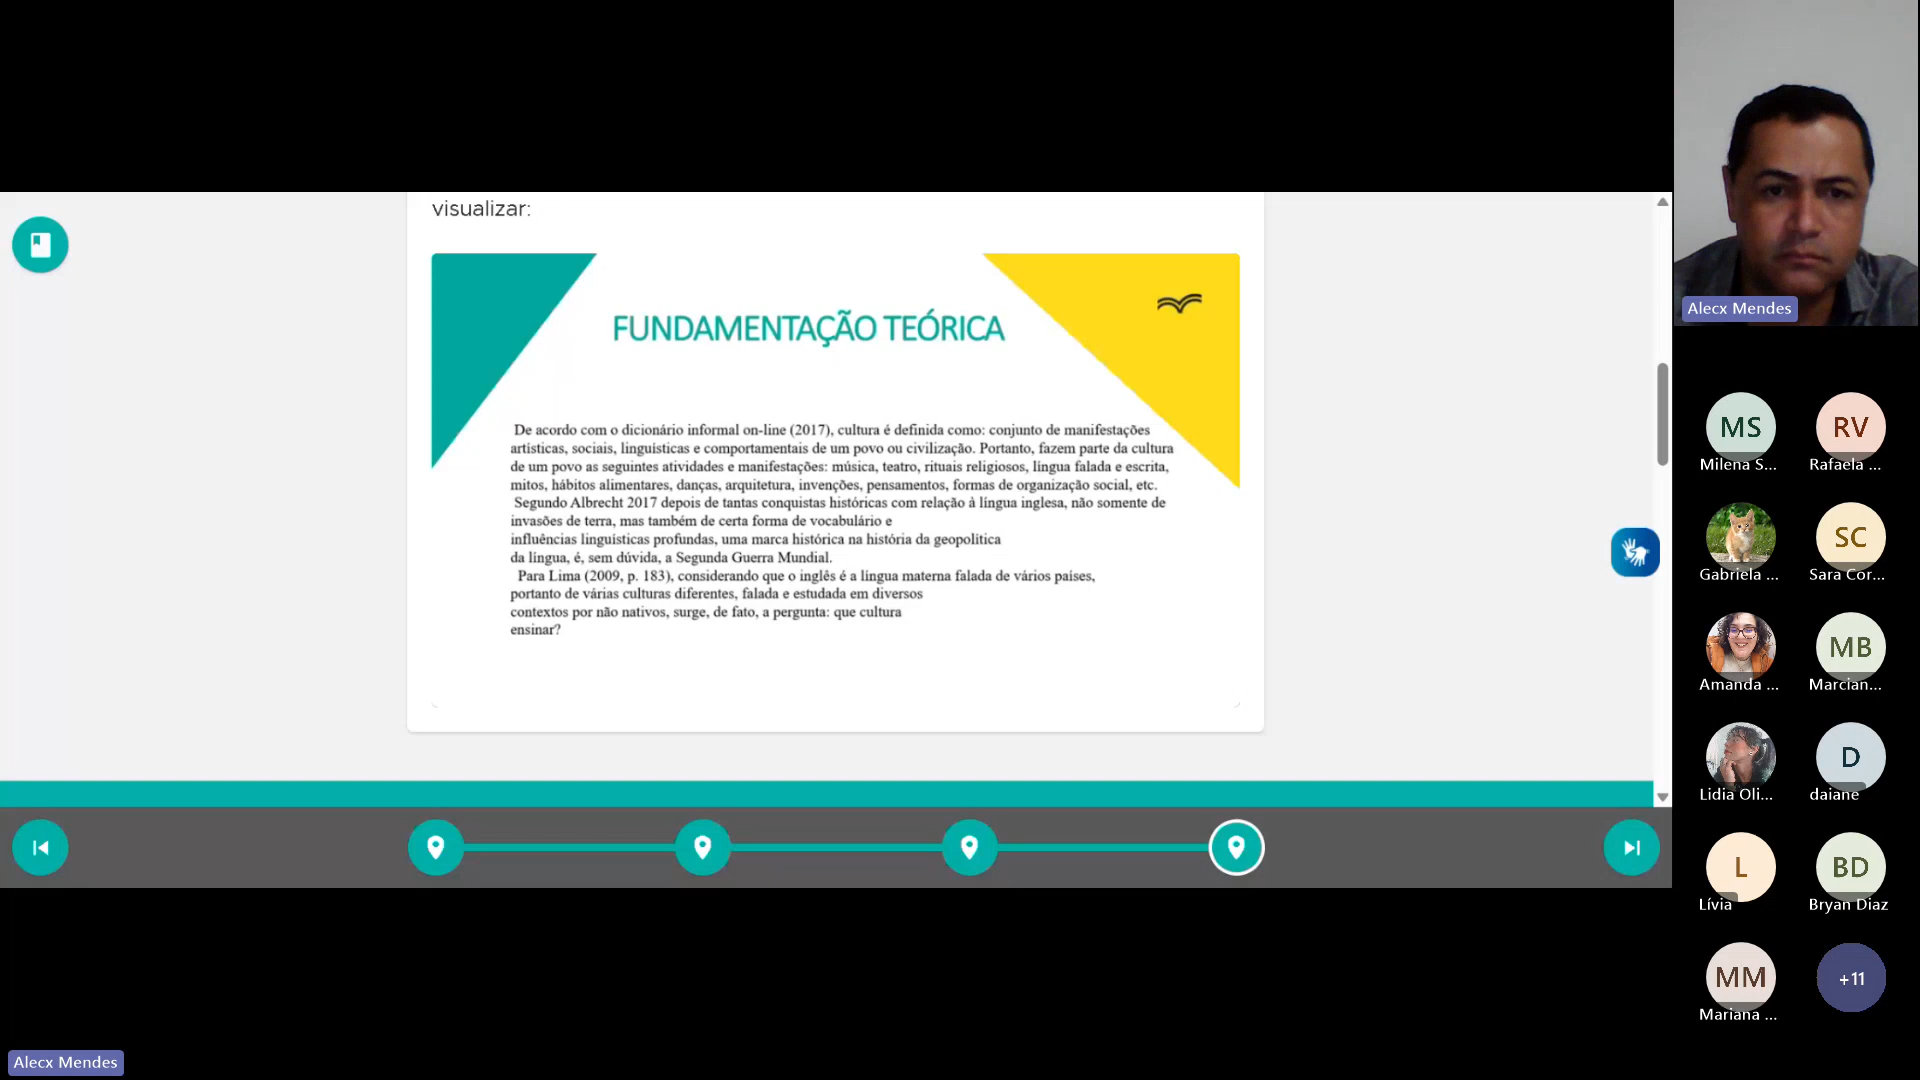 visualizar:
FUNDAMENTAÇÃO TEÓRICA
De acordo com o dicionário informal on-line (2017), cultura é definida como: conjunto de manifestações
artísticas, sociais, linguísticas e comportamentais de um povo ou civilização. Portanto, fazem parte da cultura
de um povo as seguintes atividades e manifestações: música, teatro, rituais religiosos, língua falada e escrita,
mitos, hábitos alimentares, danças, arquitetura, invenções, pensamentos, formas de organização social, etc.
Segundo Albrecht 2017 depois de tantas conquistas históricas com relação à língua inglesa, não somente de
invasões de terra, mas também de certa forma de vocabulário e
influências linguísticas profundas, uma marca histórica na história da geopolítica
da língua, é, sem dúvida, a Segunda Guerra Mundial.
Para Lima (2009, p. 183), considerando que o inglês é a língua materna falada de vários países,
portanto de várias culturas diferentes, falada e estudada em diversos
contextos por não nativos, surge, de fato, a pergunta: que cultura
ensinar?
Alecx Mendes
MS
RV
Milena S...
Rafaela ...
SC
Gabriela ...
Sara Cor...
MB
Amanda ...
Marcian...
D
Lidia Oli...
daiane
L
BD
Lívia
Bryan Diaz
MM
+11
Mariana ...
Alecx Mendes